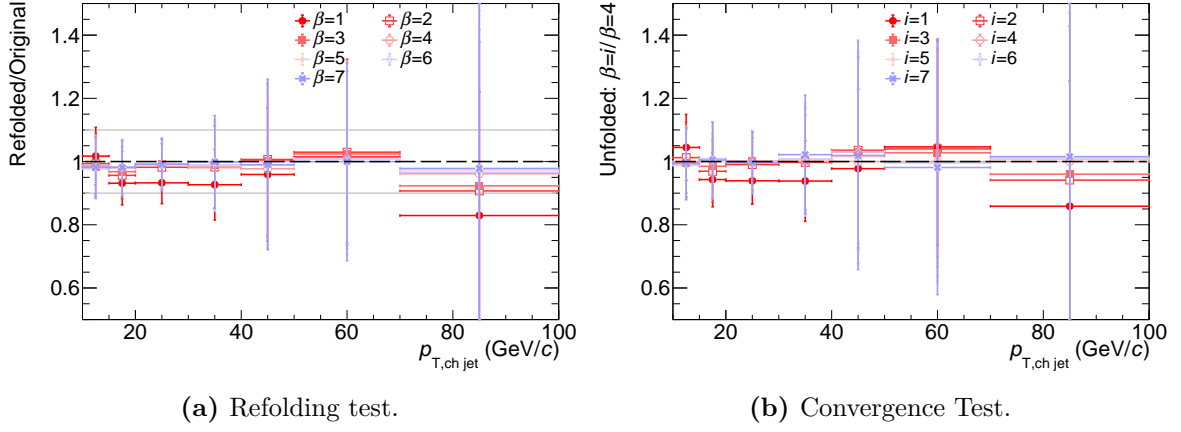 Refolded/Original
1.4
1.2
1
0.8
0.6
β=1 β=2
β=3 β=4
β=5 β=6
β=7
20 40 60 80 100
p T,ch jet (GeV/c)
(a) Refolding test.
Unfolded: β=i/β=4
1.4
1.2
1
0.8
0.6
i=1 i=2
i=3 i=4
i=5 i=6
i=7
20 40 60 80 100
p T,ch jet (GeV/c)
(b) Convergence Test.